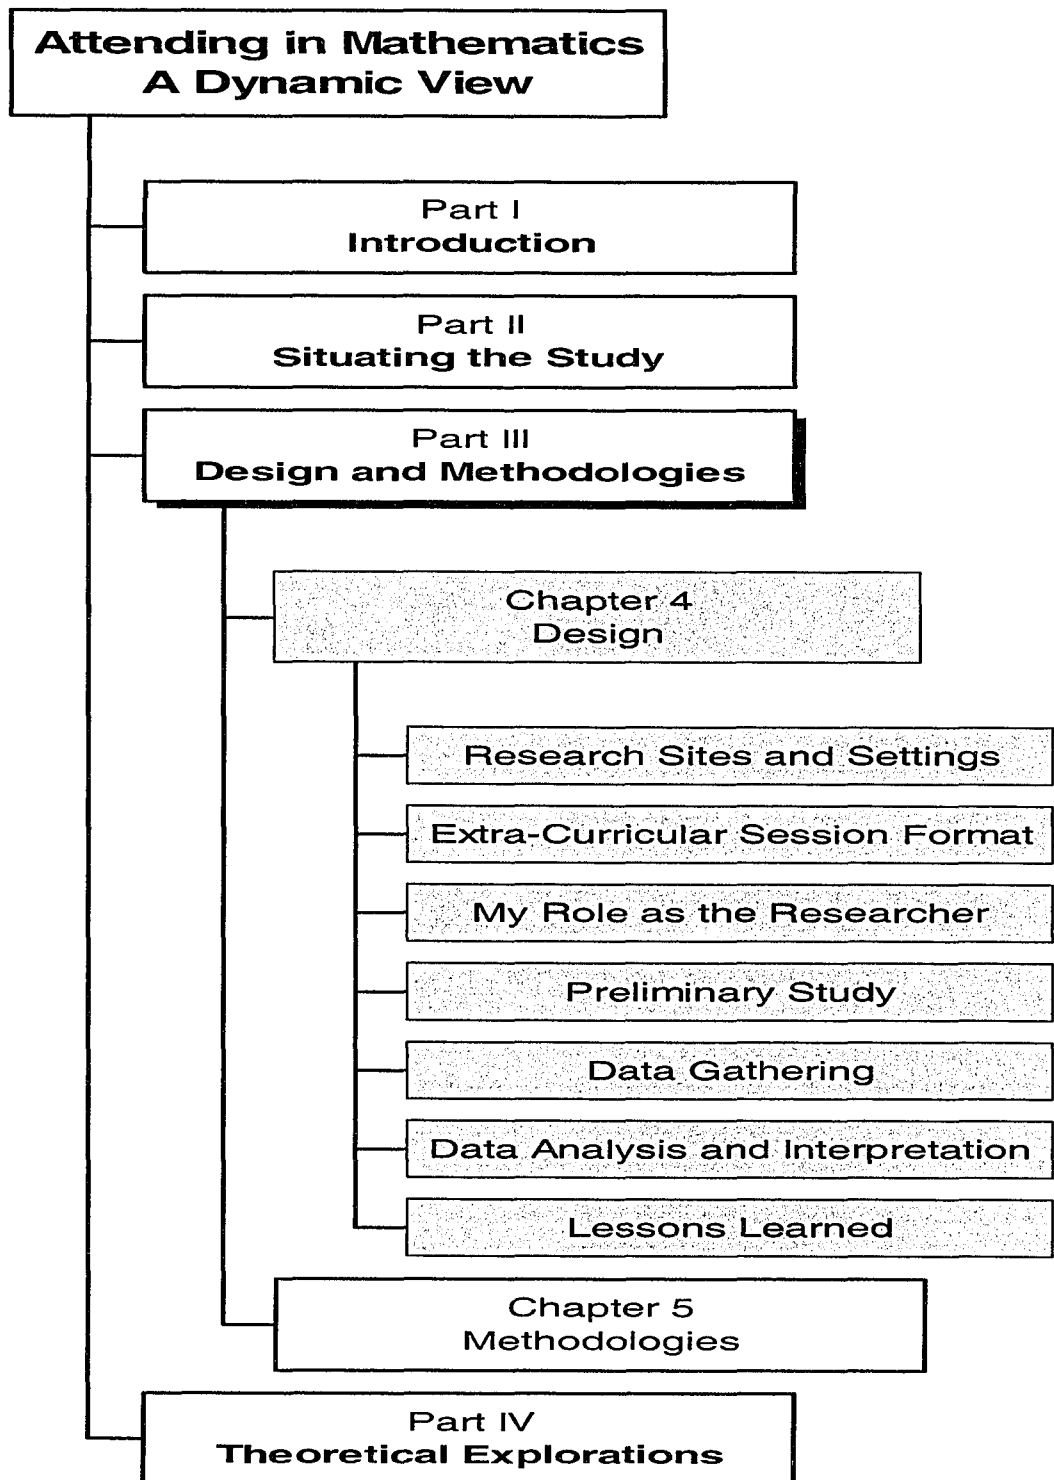 Attending in Mathematics
A Dynamic View
Part I
Introduction
Part II
Situating the Study
Part III
Design and Methodologies
Chapter 4
Design
Research Sites and Settings
Extra-Curricular Session Format
My Role as the Researcher
Preliminary Study
Data Gathering
Data Analysis and Interpretation
Lessons Learned
Chapter 5
Methodologies
Part IV
Theoretical Explorations